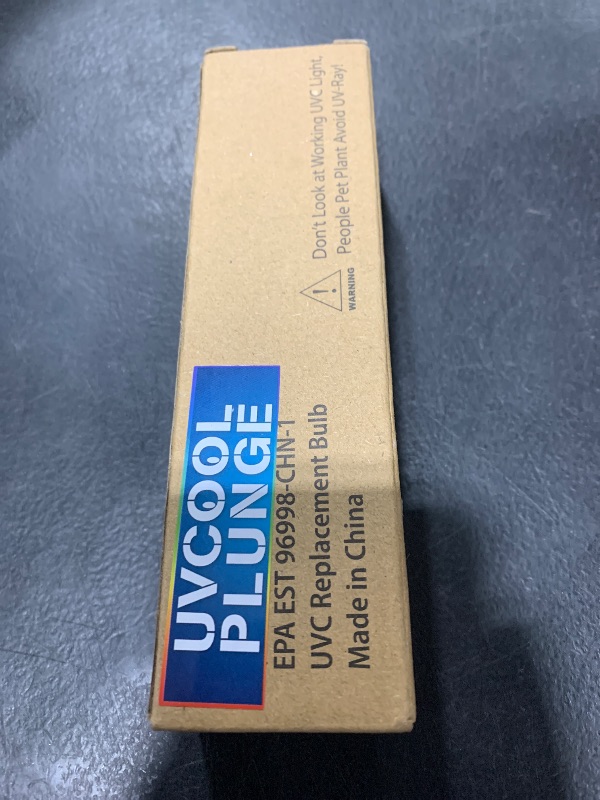 UVCOOL
PLUNGE
EPA EST 96998-CHN-1
UVC Replacement Bulb
Made in China
WARNING
Don't Look at Working UVC Light,
People Pet Plant Avoid UV-Ray!